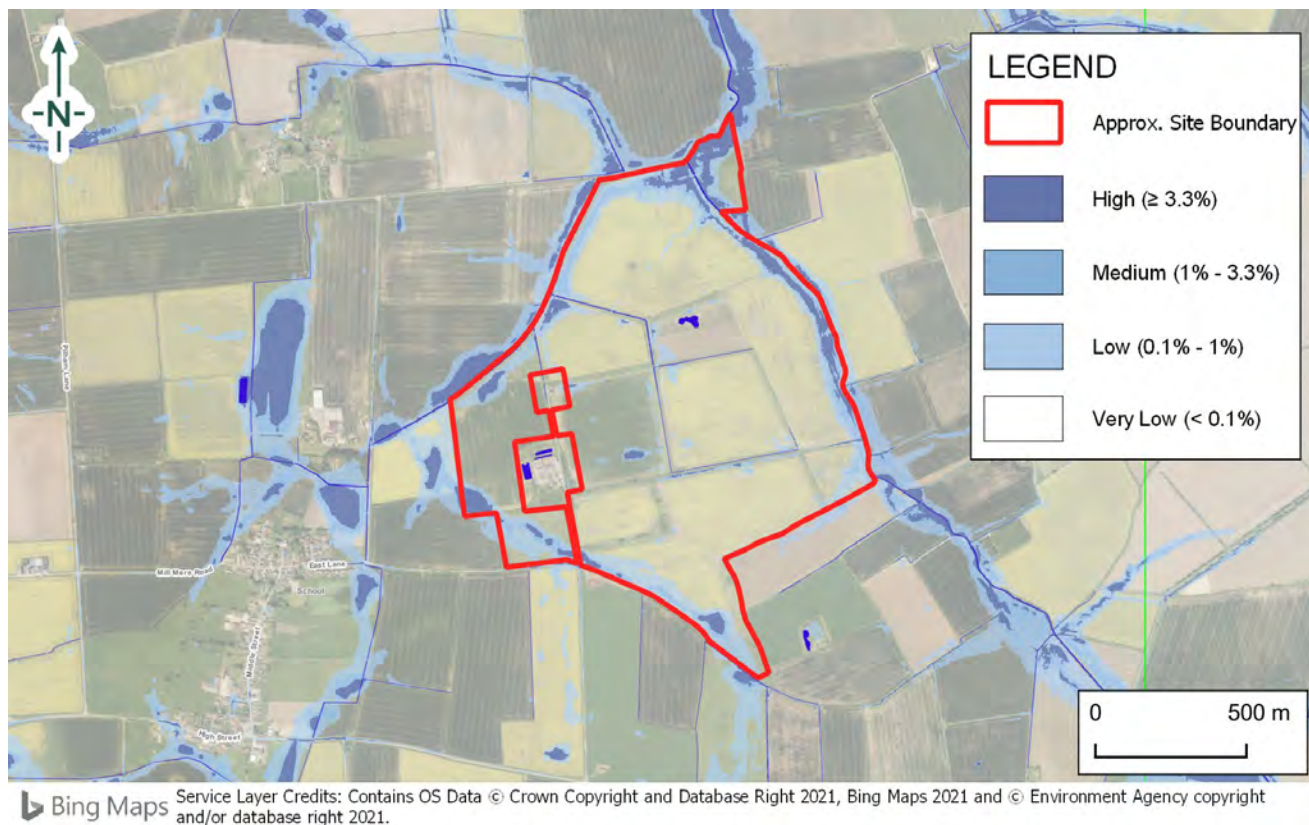 -N-
LEGEND
Approx. Site Boundary
High (≥ 3.3%)
Medium (1% - 3.3%)
Low (0.1% - 1%)
Very Low (< 0.1%)
Mill Mere Road
East Lane
School
Middle Street
High Street
0 500 m
Bing Maps
Service Layer Credits: Contains OS Data © Crown Copyright and Database Right 2021, Bing Maps 2021 and © Environment Agency copyright
and/or database right 2021.